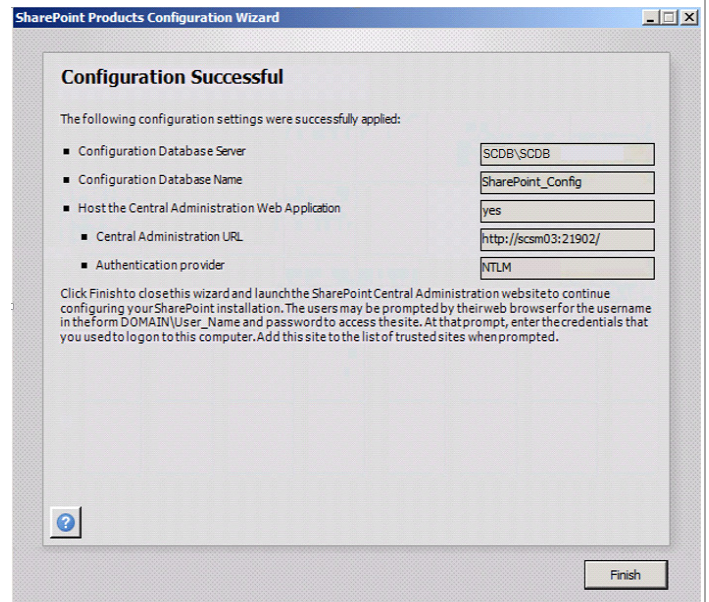 SharePoint Products Configuration Wizard
Configuration Successful
The following configuration settings were successfully applied:
Configuration Database Server SCDB\SCDB
Configuration Database Name SharePoint_Config
Host the Central Administration Web Application yes
Central Administration URL http://scsm03:21902/
Authentication provider NTLM
Click Finish to close this wizard and launch the SharePoint Central Administration website to continue
configuring your SharePoint installation. The users may be prompted by their web browser for the username
in the form DOMAIN\User_Name and password to access the site. At that prompt, enter the credentials that
you used to logon to this computer. Add this site to the list of trusted sites when prompted.
Finish